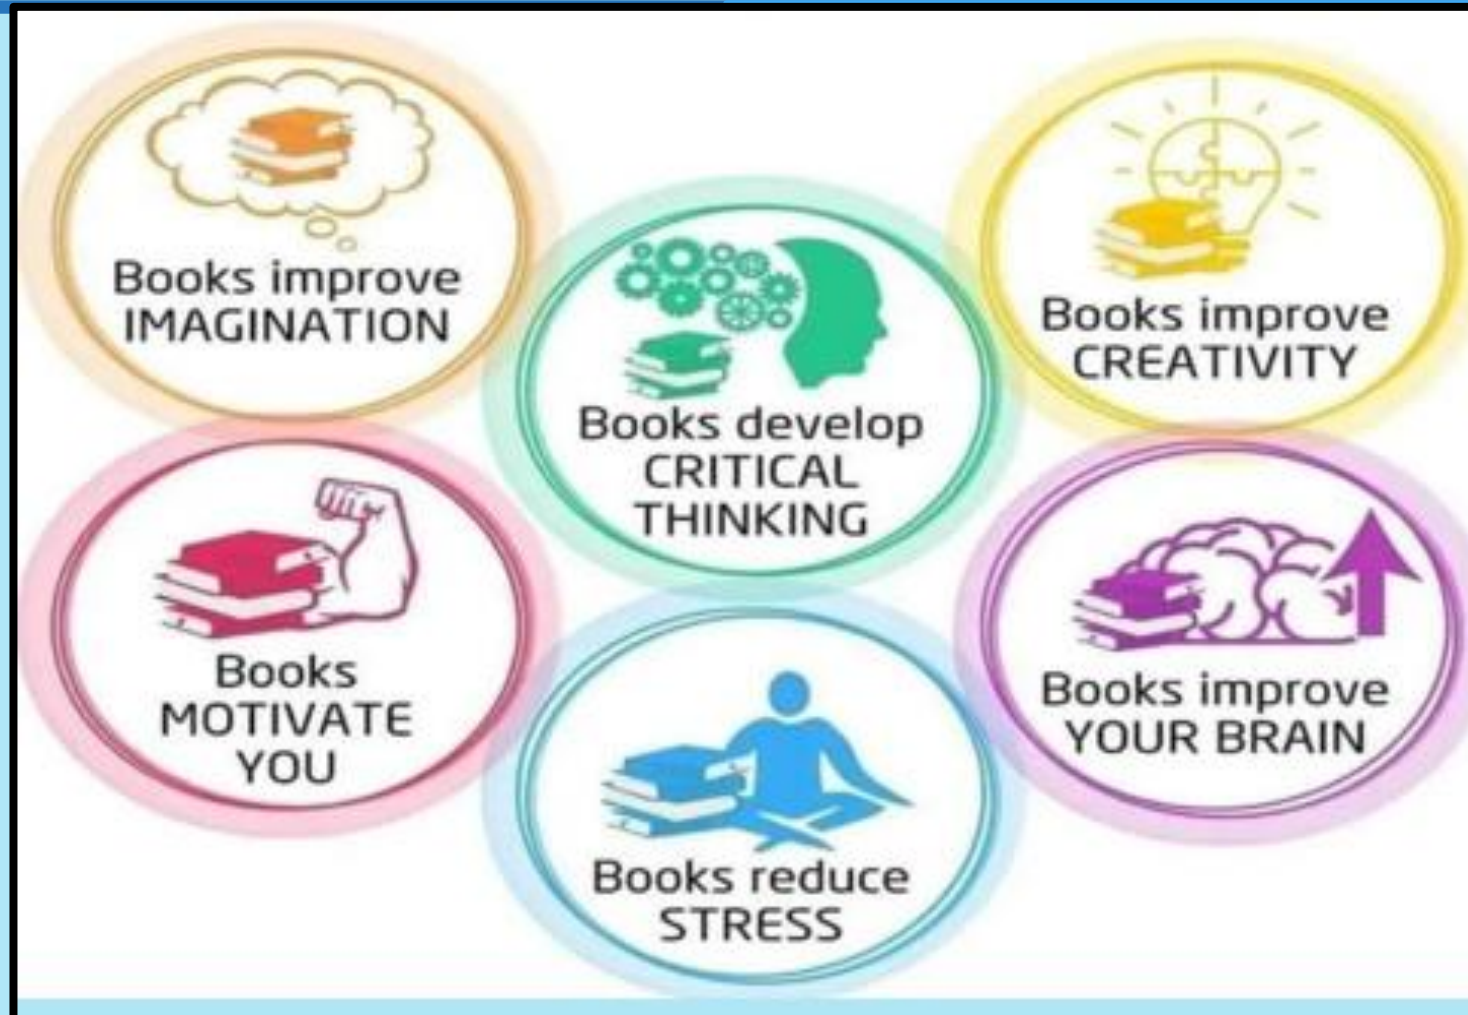 Books improve
IMAGINATION
Books improve
CREATIVITY
Books develop
CRITICAL
THINKING
Books
MOTIVATE
YOU
Books improve
YOUR BRAIN
Books reduce
STRESS